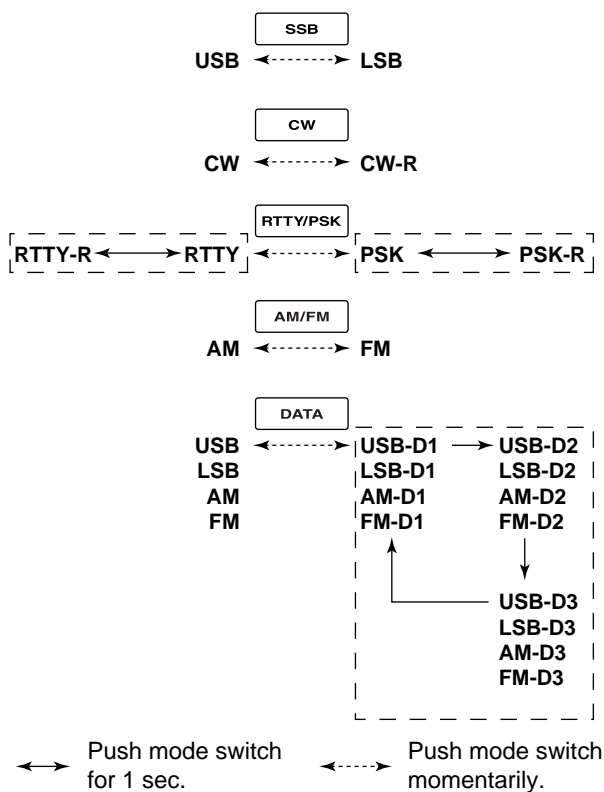 SSB
USB LSB
CW
CW CW-R
RTTY/PSK
RTTY-R RTTY PSK PSK-R
AM/FM
AM FM
DATA
USB USB-D1 USB-D2
LSB LSB-D1 LSB-D2
AM AM-D1 AM-D2
FM FM-D1 FM-D2
USB-D3
LSB-D3
AM-D3
FM-D3
Push mode switch
for 1 sec.
Push mode switch
momentarily.